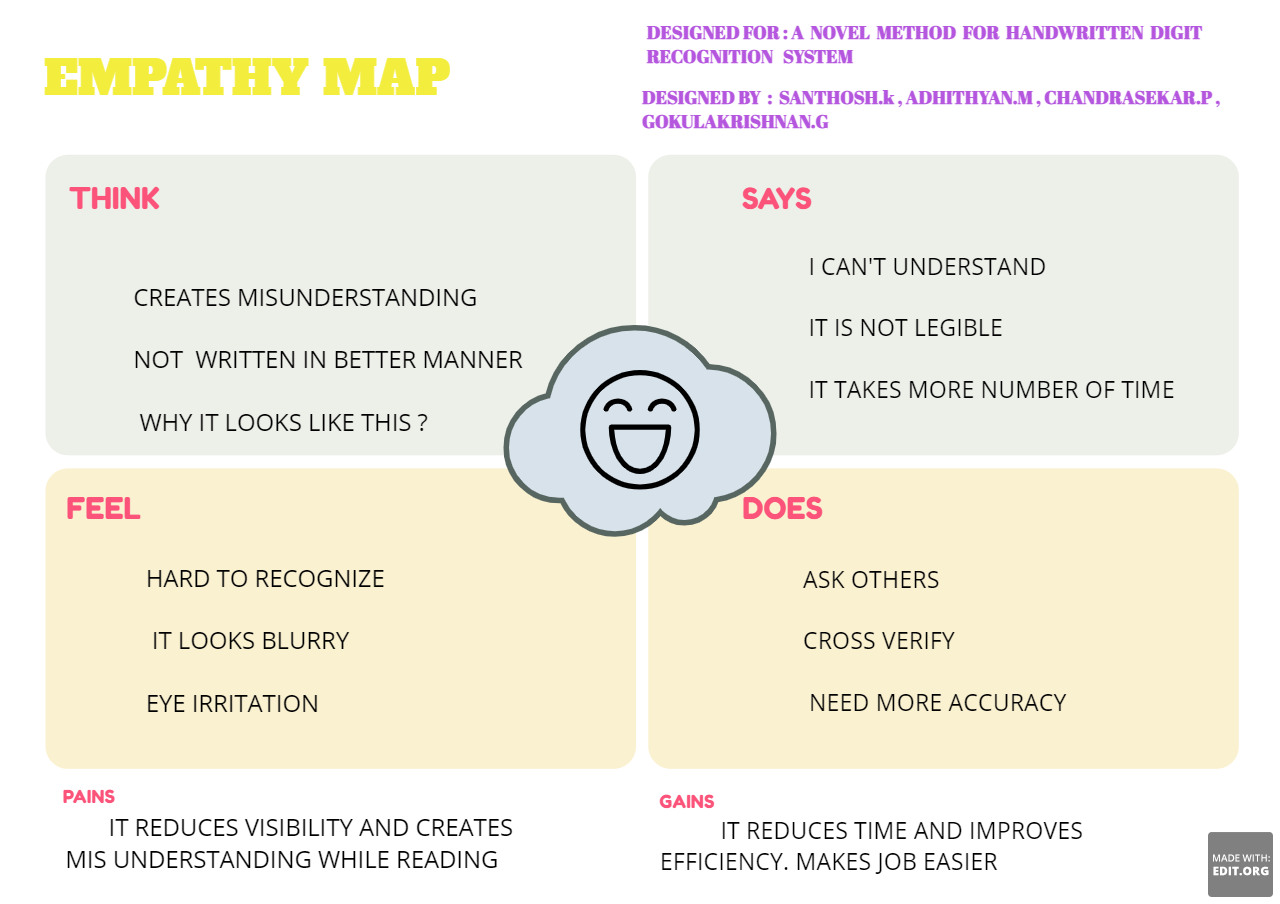 EMPATHY MAP
DESIGNED FOR : A NOVEL METHOD FOR HANDWRITTEN DIGIT
RECOGNITION SYSTEM
DESIGNED BY : SANTHOSH.k , ADHITHYAN.M , CHANDRASEKAR.P ,
GOKULAKRISHNAN.G
THINK
CREATES MISUNDERSTANDING
NOT WRITTEN IN BETTER MANNER
WHY IT LOOKS LIKE THIS ?
SAYS
I CAN'T UNDERSTAND
IT IS NOT LEGIBLE
IT TAKES MORE NUMBER OF TIME
FEEL
HARD TO RECOGNIZE
IT LOOKS BLURRY
EYE IRRITATION
DOES
ASK OTHERS
CROSS VERIFY
NEED MORE ACCURACY
PAINS
IT REDUCES VISIBILITY AND CREATES
MIS UNDERSTANDING WHILE READING
GAINS
IT REDUCES TIME AND IMPROVES
EFFICIENCY. MAKES JOB EASIER
MADE WITH:
EDIT.ORG